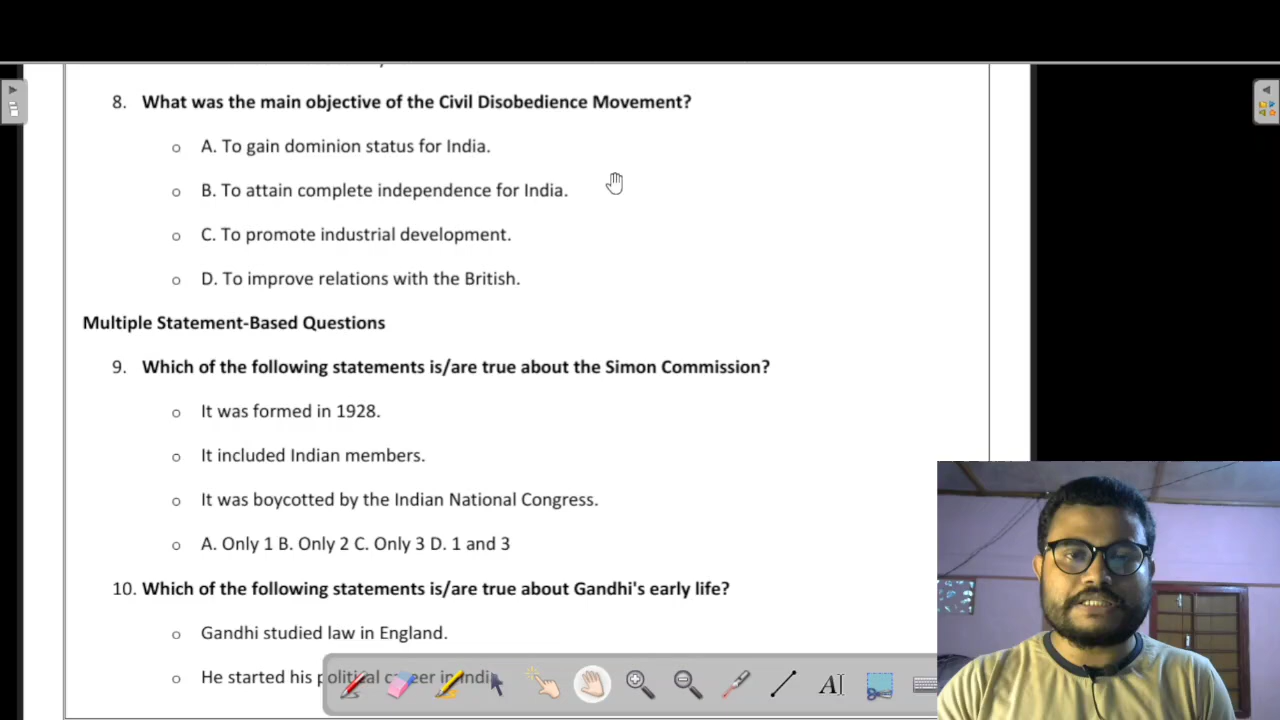 8. What was the main objective of the Civil Disobedience Movement?
o A. To gain dominion status for India.
o B. To attain complete independence for India.
o C. To promote industrial development.
o D. To improve relations with the British.
Multiple Statement-Based Questions
9. Which of the following statements is/are true about the Simon Commission?
o It was formed in 1928.
o It included Indian members.
o It was boycotted by the Indian National Congress.
o A. Only 1 B. Only 2 C. Only 3 D. 1 and 3
10. Which of the following statements is/are true about Gandhi's early life?
o Gandhi studied law in England.
o He started his political career in Indi